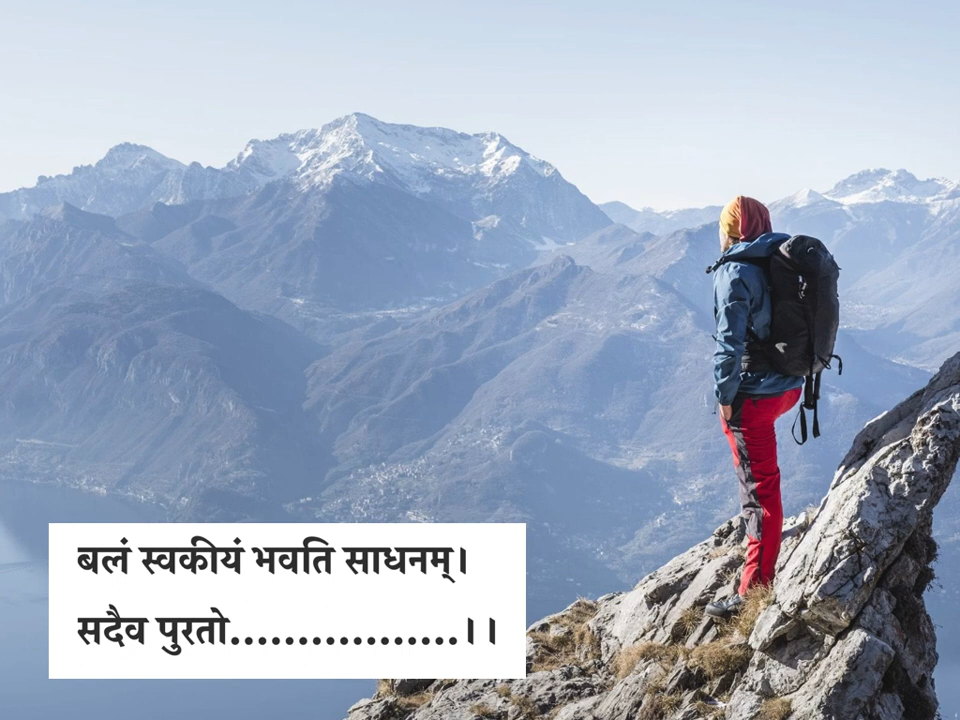 बलं स्वकीयं भवति साधनम्।
सदैव पुरतो.................।।